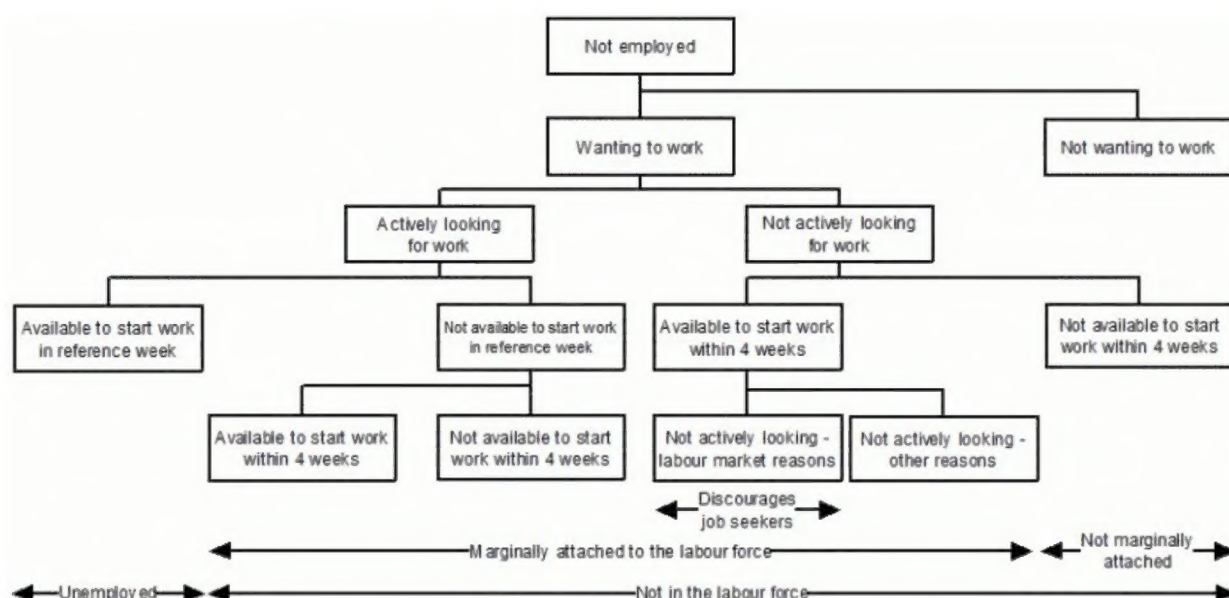 Not employed
Wanting to work
Not wanting to work
Actively looking
for work
Not actively looking
for work
Available to start work
in reference week
Not available to start work
in reference week
Available to start work
within 4 weeks
Not available to start
work within 4 weeks
Available to start work
within 4 weeks
Not available to start
work within 4 weeks
Not actively looking -
labour market reasons
Not actively looking -
other reasons
Discourages
job seekers
Marginally attached to the labour force
Not marginally
attached
Unemployed
Not in the labour force